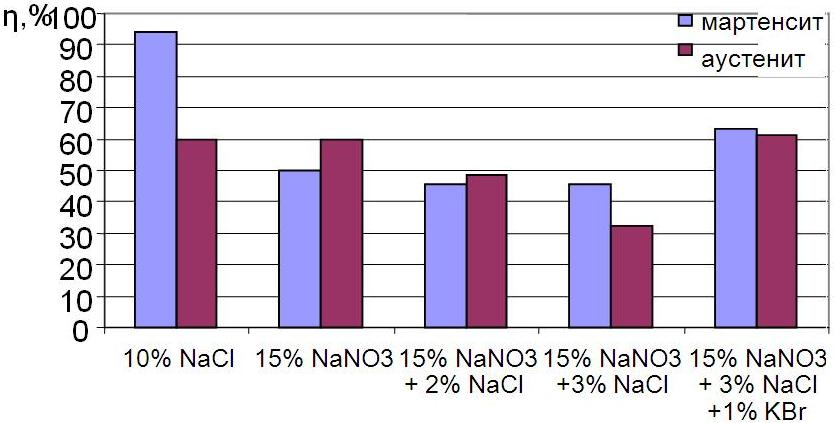 η,%
100
90
80
70
60
50
40
30
20
10
0
мартенсит
аустенит
10% NaCl
15% NaNO3
15% NaNO3
+ 2% NaCl
15% NaNO3
+3% NaCl
15% NaNO3
+ 3% NaCl
+1% KBr